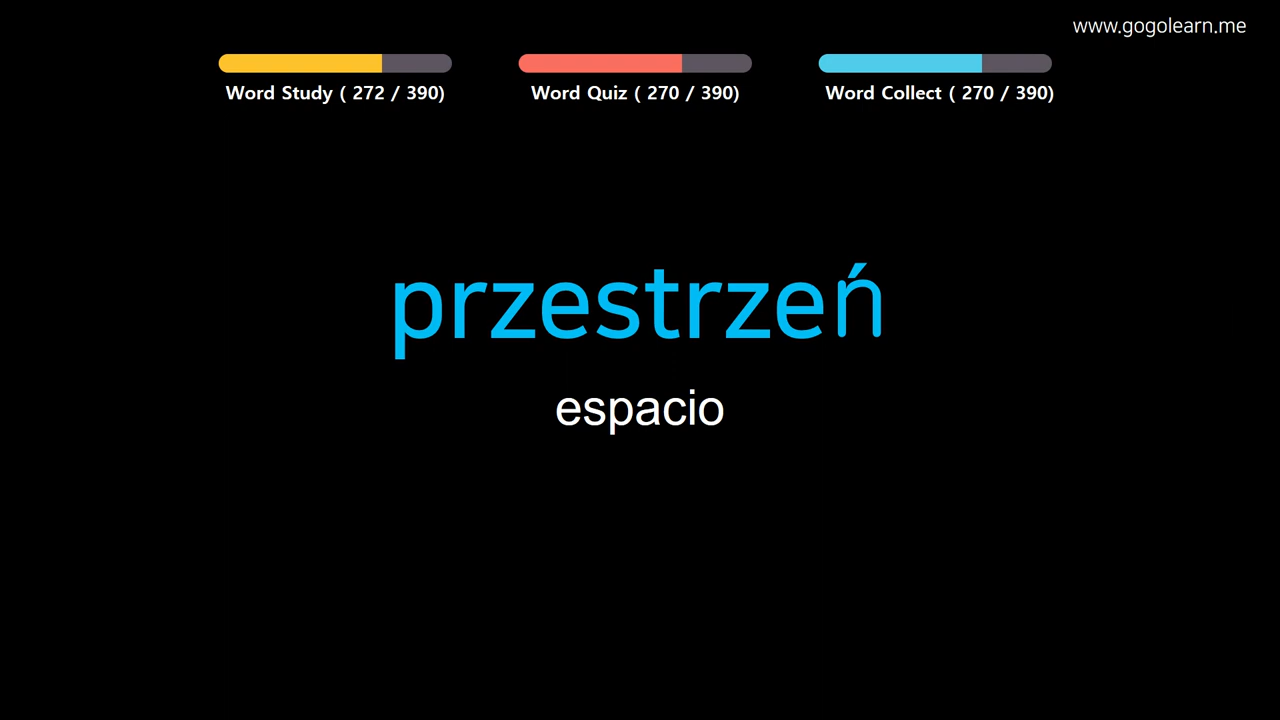 www.gogolearn.me
Word Study ( 272 / 390)
Word Quiz ( 270 / 390)
Word Collect ( 270 / 390)
przestrzeń
espacio